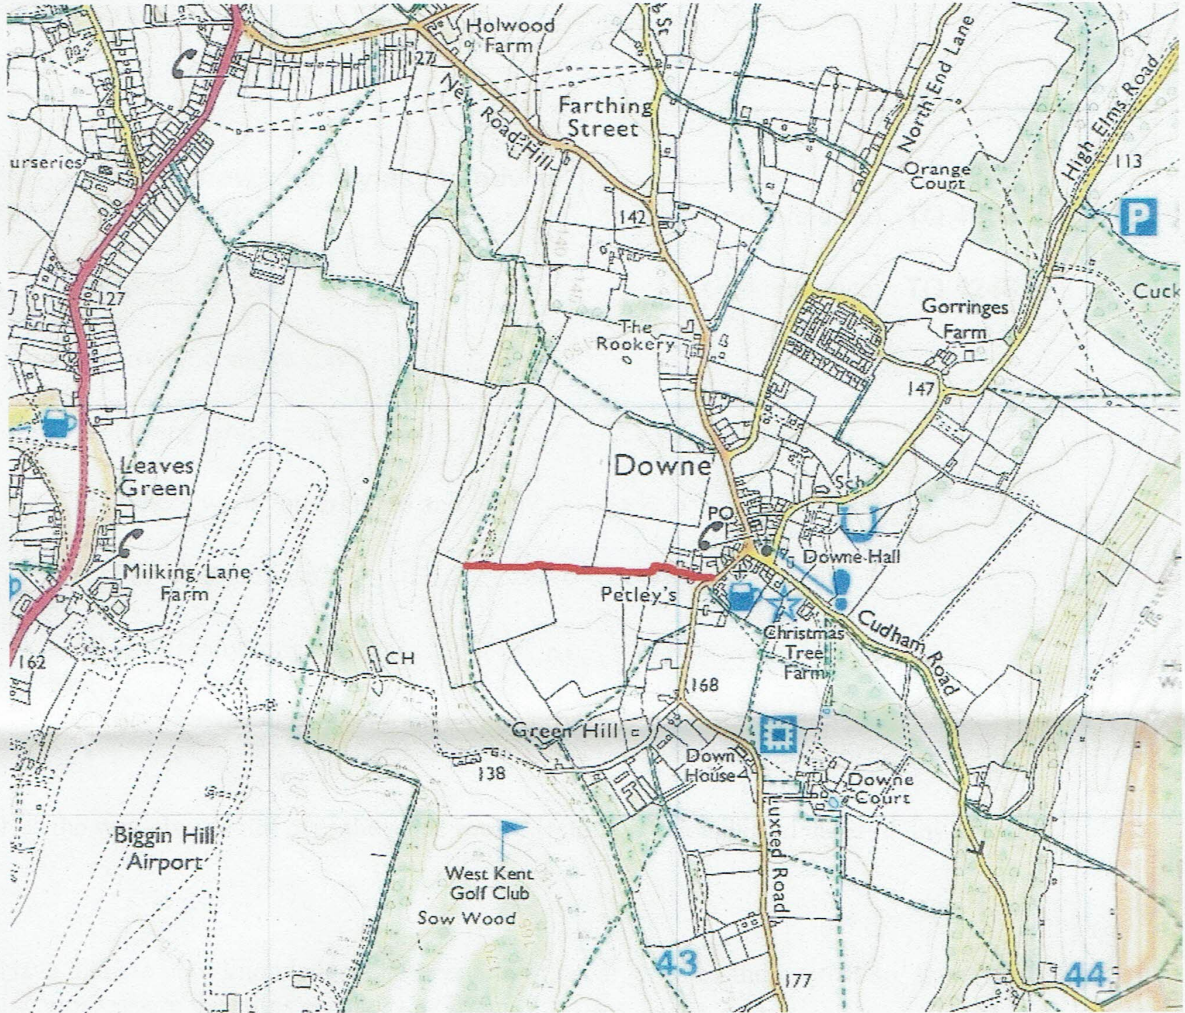 Holwood
Farm
127
New Road Hill
Farthing
Street
St
North End Lane
High Elms Road
113
urseries
Orange
Court
P
142
127
Cuck
Gorringes
Farm
The
Rookery
147
Leaves
Green
Downe
Sch
PO
Downe Hall
Milking Lane
Farm
Petley's
Christmas
Tree
Farm
Cudham Road
162
CH
168
Green Hill
Down
House
138
Downe
Court
Luxted Road
Biggin Hill
Airport
West Kent
Golf Club
Sow Wood
43
44
177